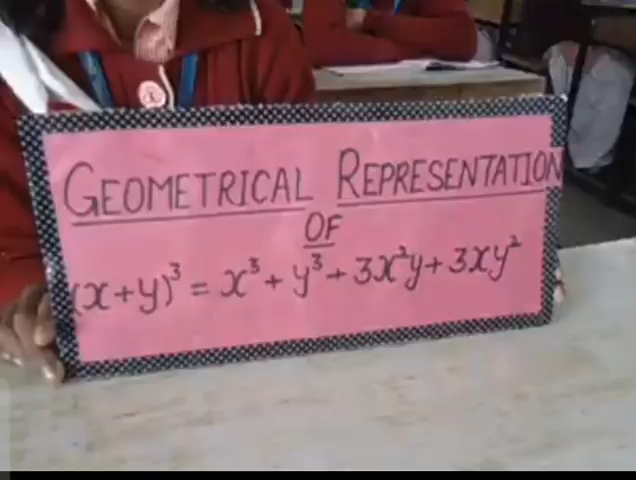 GEOMETRICAL REPRESENTATION
OF
(x+y)³ = x³ + y³ + 3x²y + 3xy²